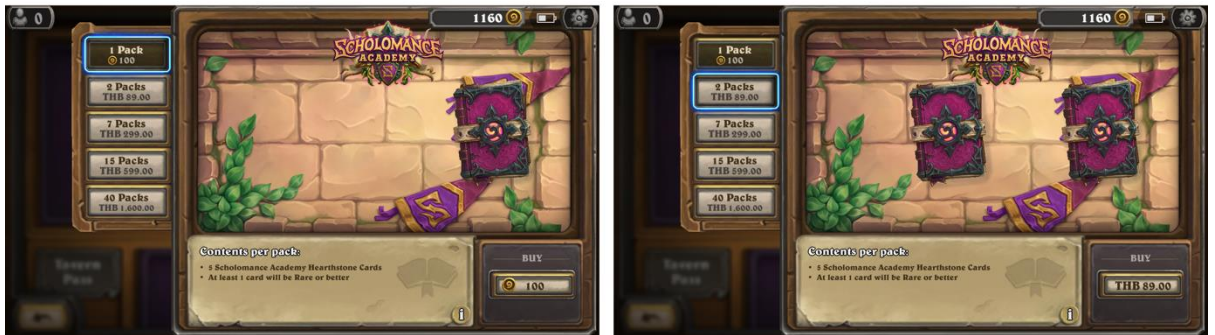 0
1160
1 Pack
100
2 Packs
THB 89.00
7 Packs
THB 299.00
15 Packs
THB 599.00
40 Packs
THB 1,600.00
SCHOLOMANCE
ACADEMY
Contents per pack:
• 5 Scholomance Academy Hearthstone Cards
• At least 1 card will be Rare or better
BUY
100
Tavern
Pass
i
0
1160
1 Pack
100
2 Packs
THB 89.00
7 Packs
THB 299.00
15 Packs
THB 599.00
40 Packs
THB 1,600.00
SCHOLOMANCE
ACADEMY
Contents per pack:
• 5 Scholomance Academy Hearthstone Cards
• At least 1 card will be Rare or better
BUY
THB 89.00
Tavern
Pass
i